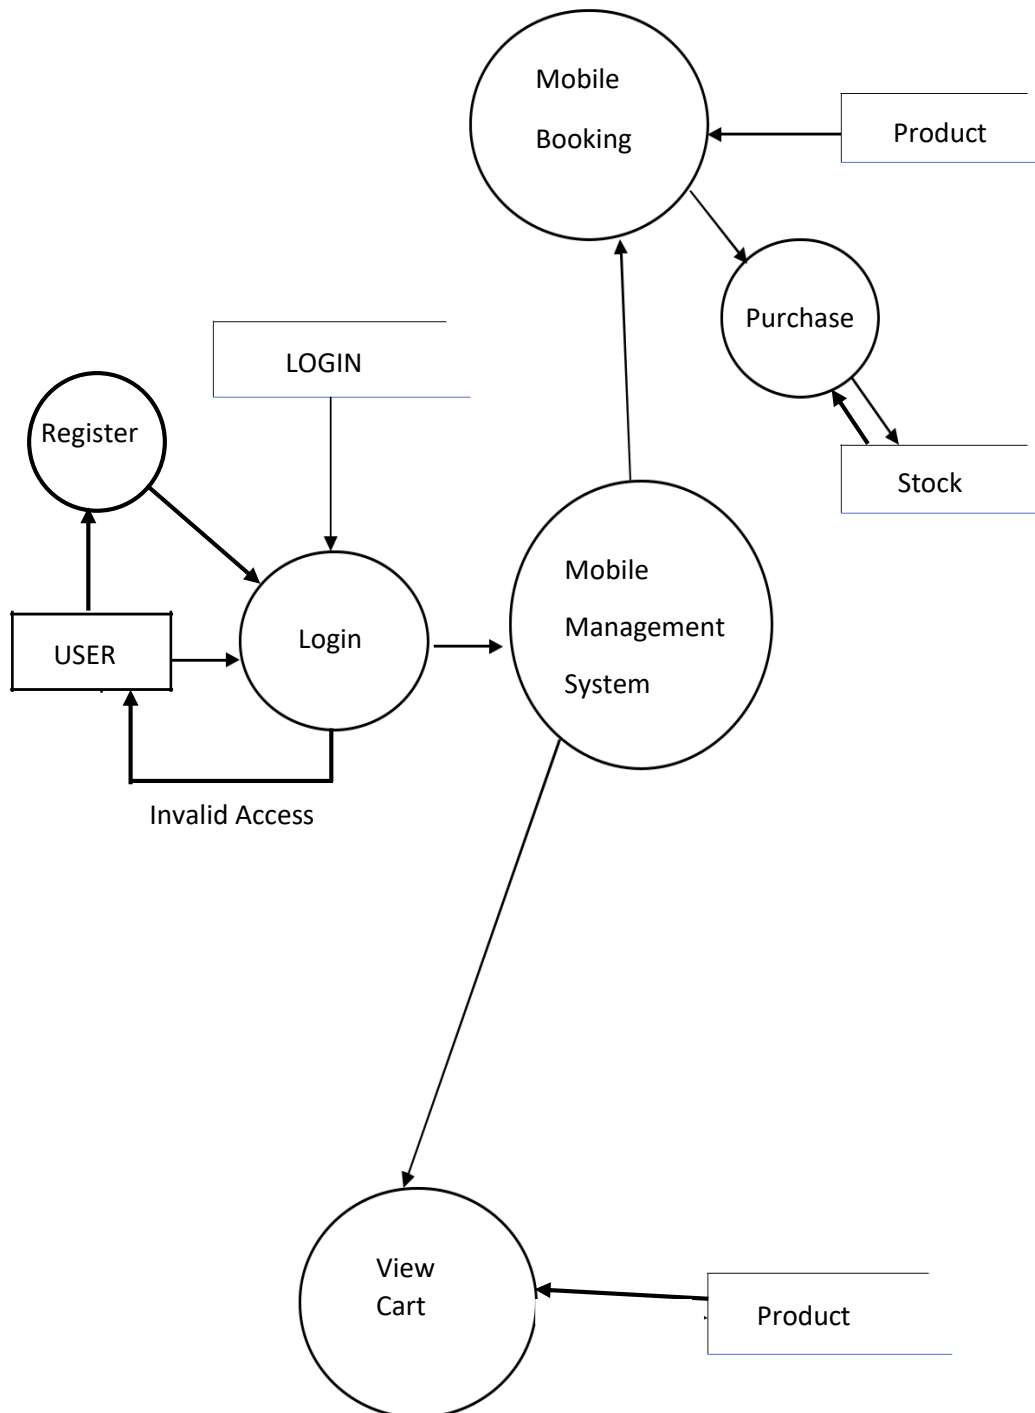 Mobile
Booking
Product
Purchase
LOGIN
Register
Stock
Mobile
Management
System
Login
USER
Invalid Access
View
Cart
Product